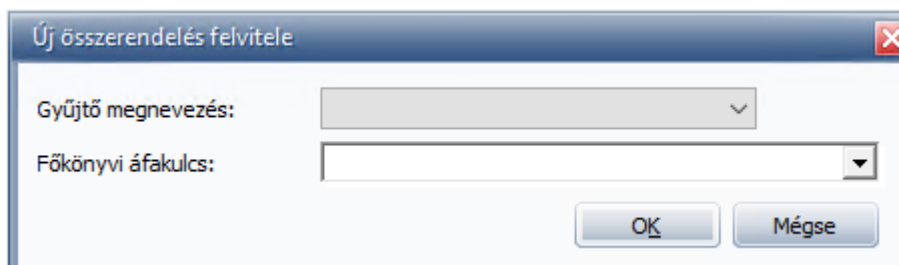 Új összerendelés felvitele
Gyűjtő megnevezés:
Főkönyvi áfakulcs:
OK Mégse